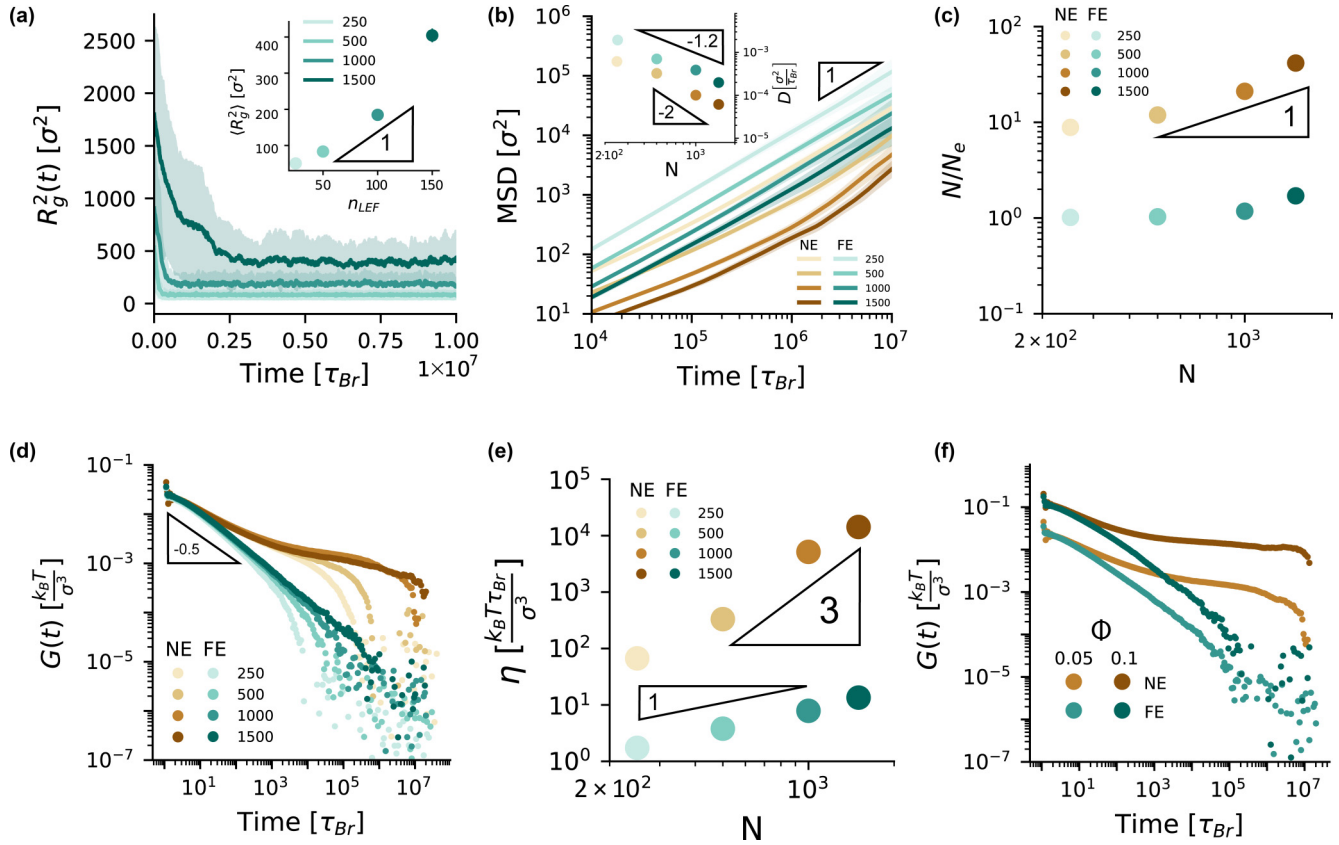 (a)
2500
2000
1500
1000
500
0
R_g^2(t) [σ^2]
0.00
0.25
0.50
0.75
1.00
1×10^7
Time [τ_Br]
250
500
1000
1500
400
300
200
100
⟨R_g^2⟩ [σ^2]
1
50
100
150
n_LEF
(b)
10^6
10^5
10^4
10^3
10^2
10^1
MSD [σ^2]
10^4
10^5
10^6
10^7
Time [τ_Br]
-1.2
-2
10^-3
10^-4
10^-5
D [σ^2/τ_Br]
2·10^2
10^3
N
1
NE FE
250
500
1000
1500
(c)
NE FE
250
500
1000
1500
10^2
10^1
10^0
10^-1
N/N_e
1
2 × 10^2
10^3
N
(d)
10^-1
10^-3
10^-5
10^-7
G(t) [k_BT/σ^3]
-0.5
NE FE
250
500
1000
1500
10^1
10^3
10^5
10^7
Time [τ_Br]
(e)
10^5
10^4
10^3
10^2
10^1
10^0
η [k_BTτ_Br/σ^3]
NE FE
250
500
1000
1500
3
1
2 × 10^2
10^3
N
(f)
10^-1
10^-3
10^-5
10^-7
G(t) [k_BT/σ^3]
Φ
0.05 0.1
NE
FE
10^1
10^3
10^5
10^7
Time [τ_Br]